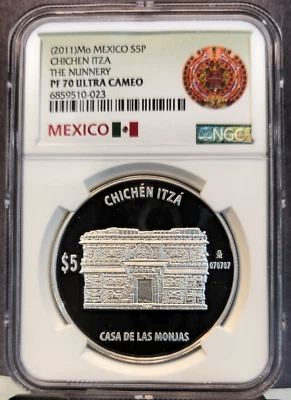 (2011)Mo MEXICO S5P
CHICHEN ITZA
THE NUNNERY
PF 70 ULTRA CAMEO
6859510-023
MEXICO
NGC
CHICHÉN ITZÁ
$5
070707
CASA DE LAS MONJAS